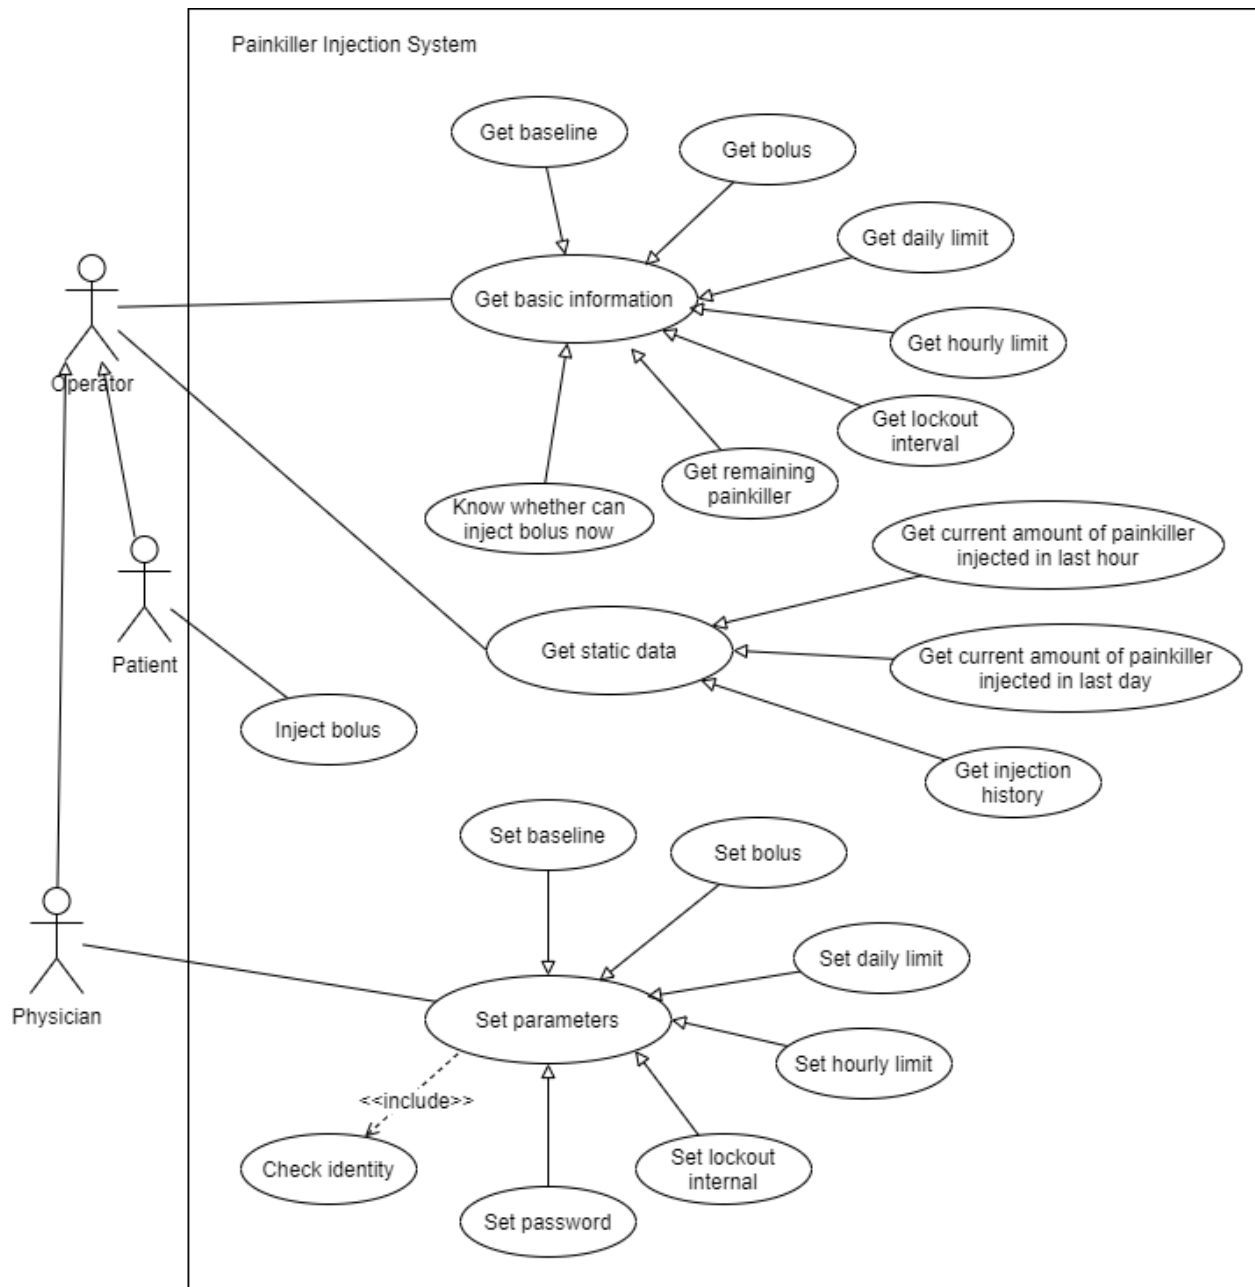 Painkiller Injection System
Get baseline
Get bolus
Get daily limit
Get basic information
Get hourly limit
Operator
Get lockout
interval
Get remaining
painkiller
Know whether can
inject bolus now
Get current amount of painkiller
injected in last hour
Patient
Get static data
Get current amount of painkiller
injected in last day
Inject bolus
Get injection
history
Set baseline
Set bolus
Set daily limit
Physician
Set parameters
Set hourly limit
<<include>>
Check identity
Set lockout
internal
Set password